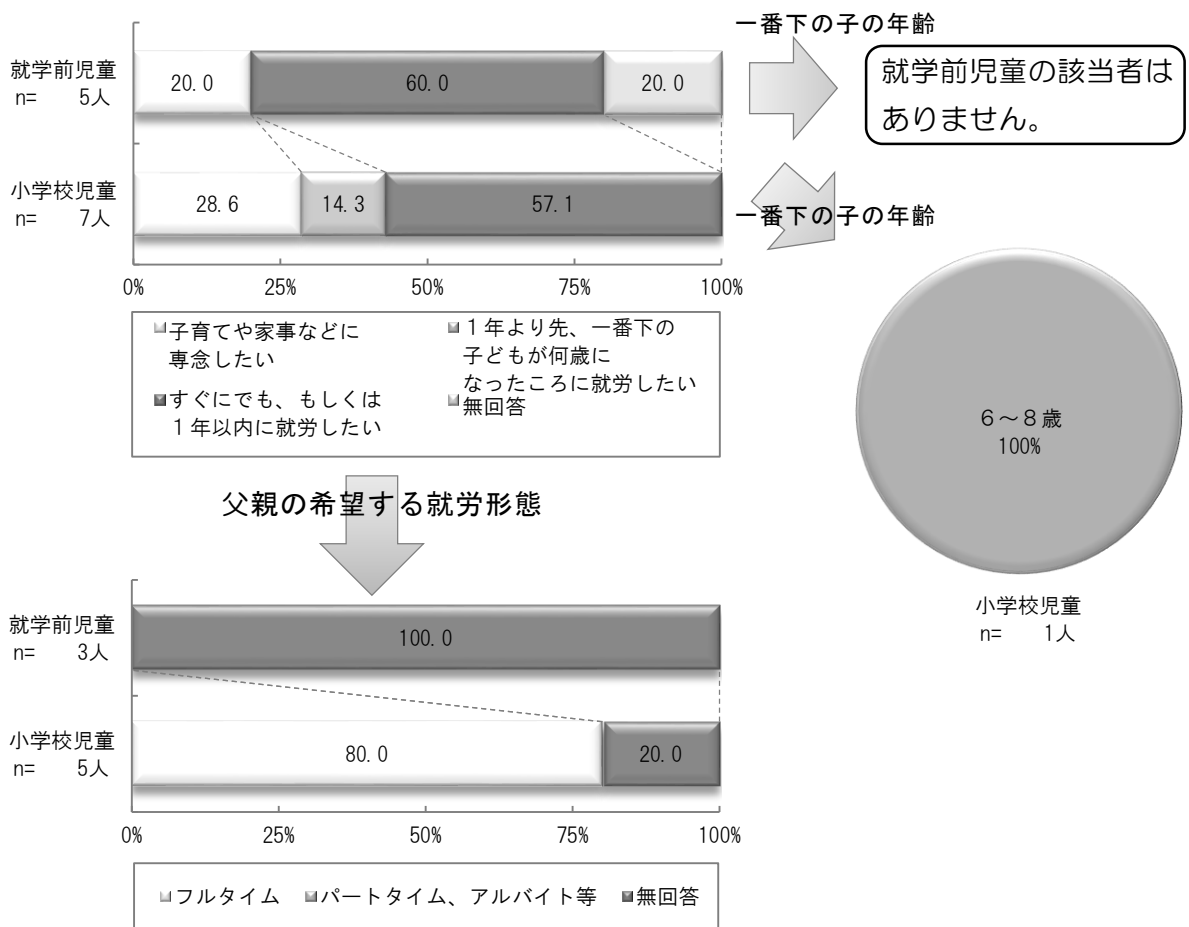 一番下の子の年齢
就学前児童
n= 5人
20.0
60.0
20.0
就学前児童の該当者は
ありません。
小学校児童
n= 7人
28.6
14.3
57.1
一番下の子の年齢
0%
25%
50%
75%
100%
子育てや家事などに
専念したい
１年より先、一番下の
子どもが何歳に
なったころに就労したい
すぐにでも、もしくは
１年以内に就労したい
無回答
６～８歳
100%
小学校児童
n= 1人
父親の希望する就労形態
就学前児童
n= 3人
100.0
小学校児童
n= 5人
80.0
20.0
0%
25%
50%
75%
100%
フルタイム
パートタイム、アルバイト等
無回答